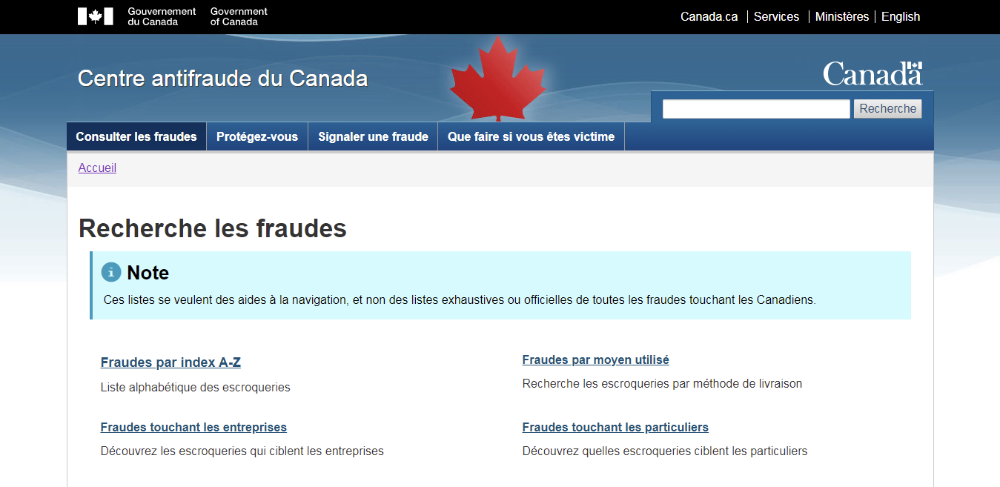 Gouvernement du Canada
Government of Canada
Canada.ca
Services
Ministères
English
Centre antifraude du Canada
Canada
Recherche
Consulter les fraudes
Protégez-vous
Signaler une fraude
Que faire si vous êtes victime
Accueil
Recherche les fraudes
Note
Ces listes se veulent des aides à la navigation, et non des listes exhaustives ou officielles de toutes les fraudes touchant les Canadiens.
Fraudes par index A-Z
Liste alphabétique des escroqueries
Fraudes par moyen utilisé
Recherche les escroqueries par méthode de livraison
Fraudes touchant les entreprises
Découvrez les escroqueries qui ciblent les entreprises
Fraudes touchant les particuliers
Découvrez quelles escroqueries ciblent les particuliers